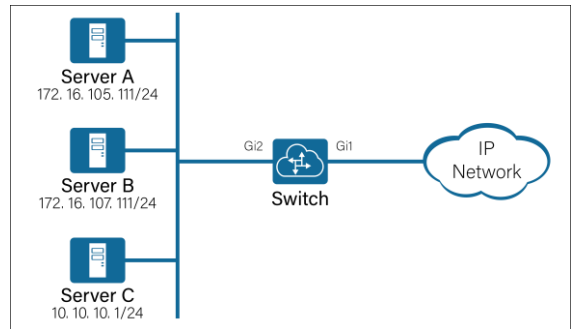 Server A
172. 16. 105. 111/24
Server B
172. 16. 107. 111/24
Server C
10. 10. 10. 1/24
Gi2
Gi1
Switch
IP
Network